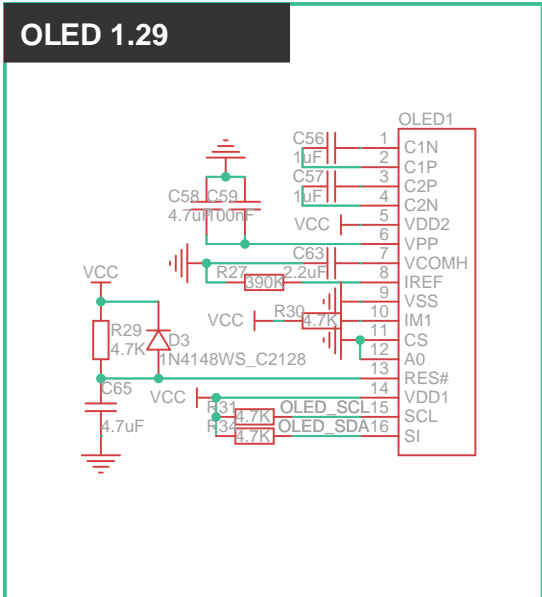 OLED 1.29
OLED1
C56
1uF
1
C1N
2
C1P
C57
1uF
3
C2P
4
C2N
C58
4.7uF
C59
100nF
VCC
5
VDD2
6
VPP
C63
2.2uF
7
VCOMH
R27
390K
8
IREF
VCC
9
VSS
R30
4.7K
VCC
10
IM1
R29
4.7K
D3
1N4148WS_C2128
11
CS
12
A0
13
RES#
C65
4.7uF
VCC
14
VDD1
R31
4.7K
OLED_SCL
15
SCL
R34
4.7K
OLED_SDA
16
SI